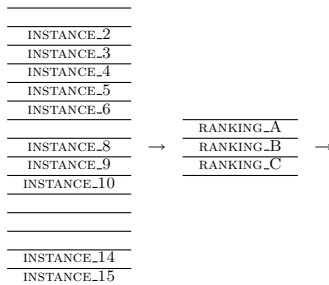 INSTANCE_2
INSTANCE_3
INSTANCE_4
INSTANCE_5
INSTANCE_6
INSTANCE_8
INSTANCE_9
INSTANCE_10
INSTANCE_14
INSTANCE_15
→
RANKING_A
RANKING_B
RANKING_C
→